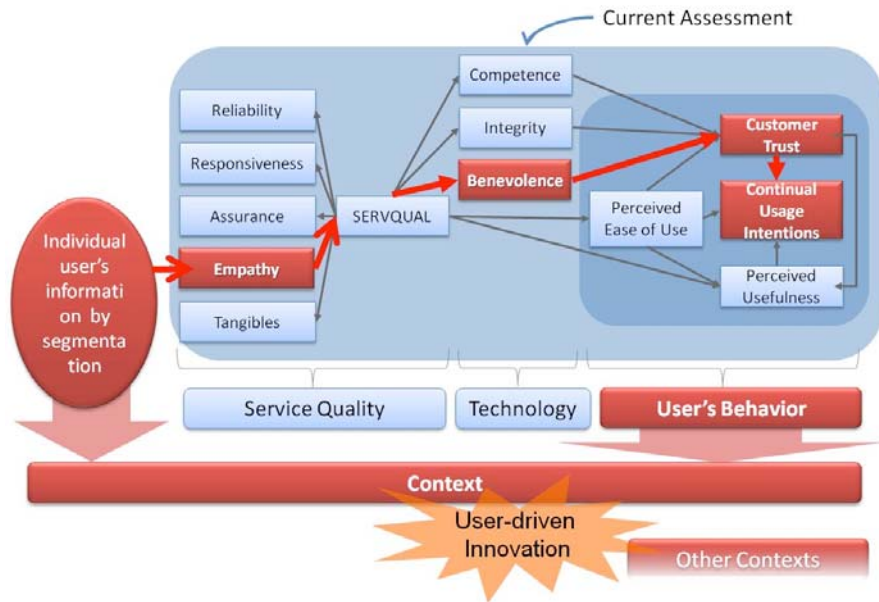 Current Assessment
Competence
Reliability
Integrity
Customer
Trust
Responsiveness
Benevolence
Continual
Usage
Intentions
Assurance
SERVQUAL
Perceived
Ease of Use
Individual
user's
informati
on by
segmenta
tion
Empathy
Perceived
Usefulness
Tangibles
Service Quality
Technology
User's Behavior
Context
User-driven
Innovation
Other Contexts